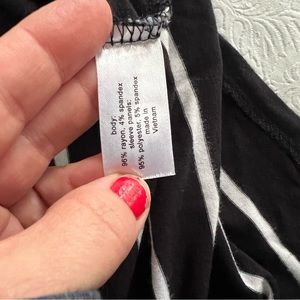 body:
96% rayon, 4% spandex
sleeve panels:
95% polyester, 5% spandex
made in
Vietnam